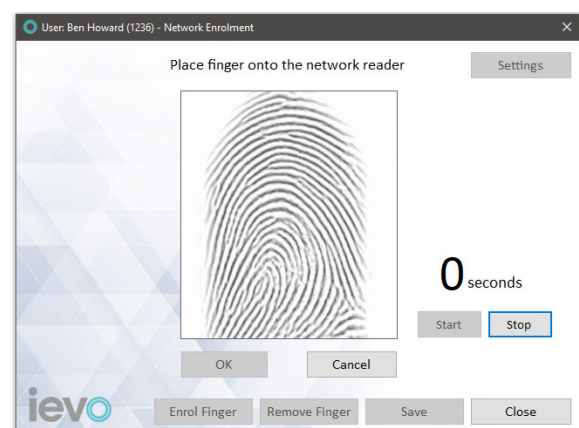 User: Ben Howard (1236) - Network Enrolment
Place finger onto the network reader
Settings
0 seconds
Start
Stop
OK
Cancel
ievo
Enrol Finger
Remove Finger
Save
Close